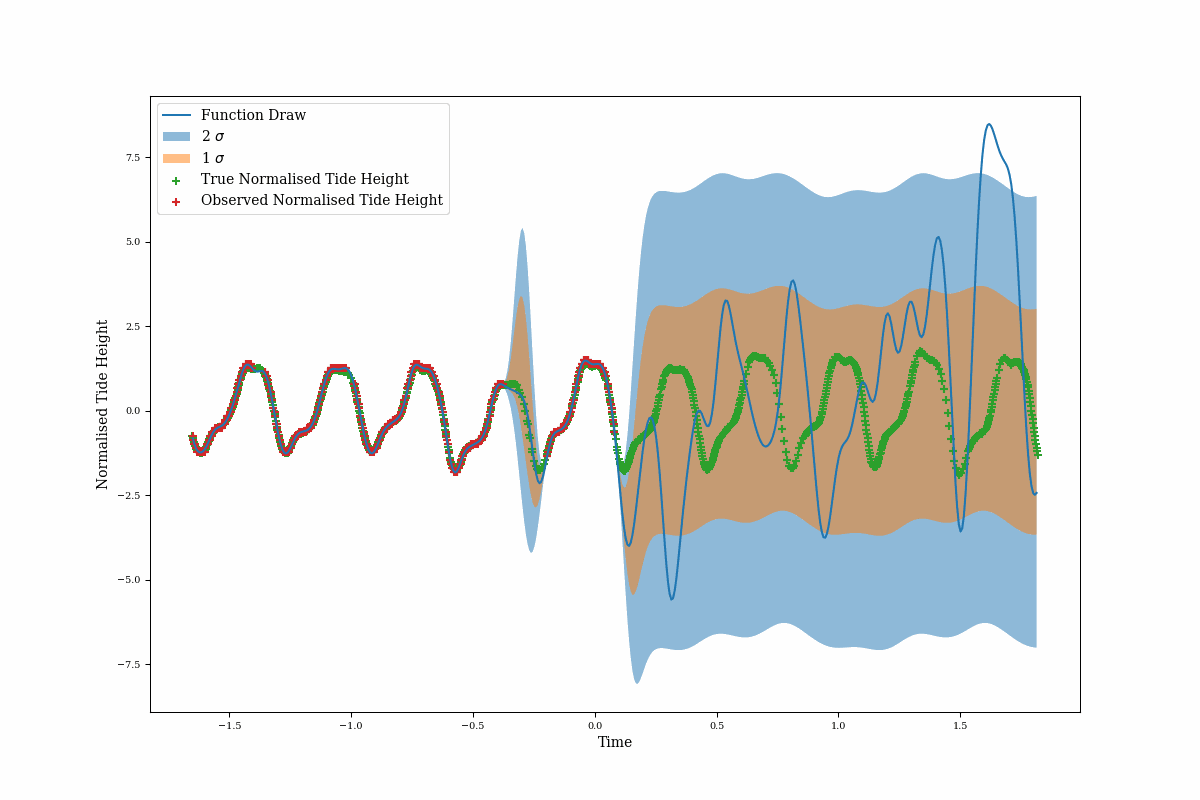 Function Draw
2 σ
1 σ
True Normalised Tide Height
Observed Normalised Tide Height
7.5
5.0
2.5
0.0
−2.5
−5.0
−7.5
Normalised Tide Height
−1.5 −1.0 −0.5 0.0 0.5 1.0 1.5
Time